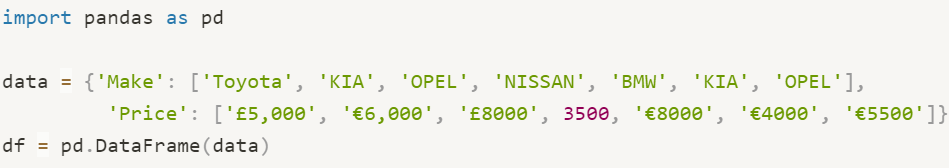 import pandas as pd
data = {'Make': ['Toyota', 'KIA', 'OPEL', 'NISSAN', 'BMW', 'KIA', 'OPEL'],
'Price': ['£5,000', '€6,000', '£8000', 3500, '€8000', '€4000', '€5500']}
df = pd.DataFrame(data)